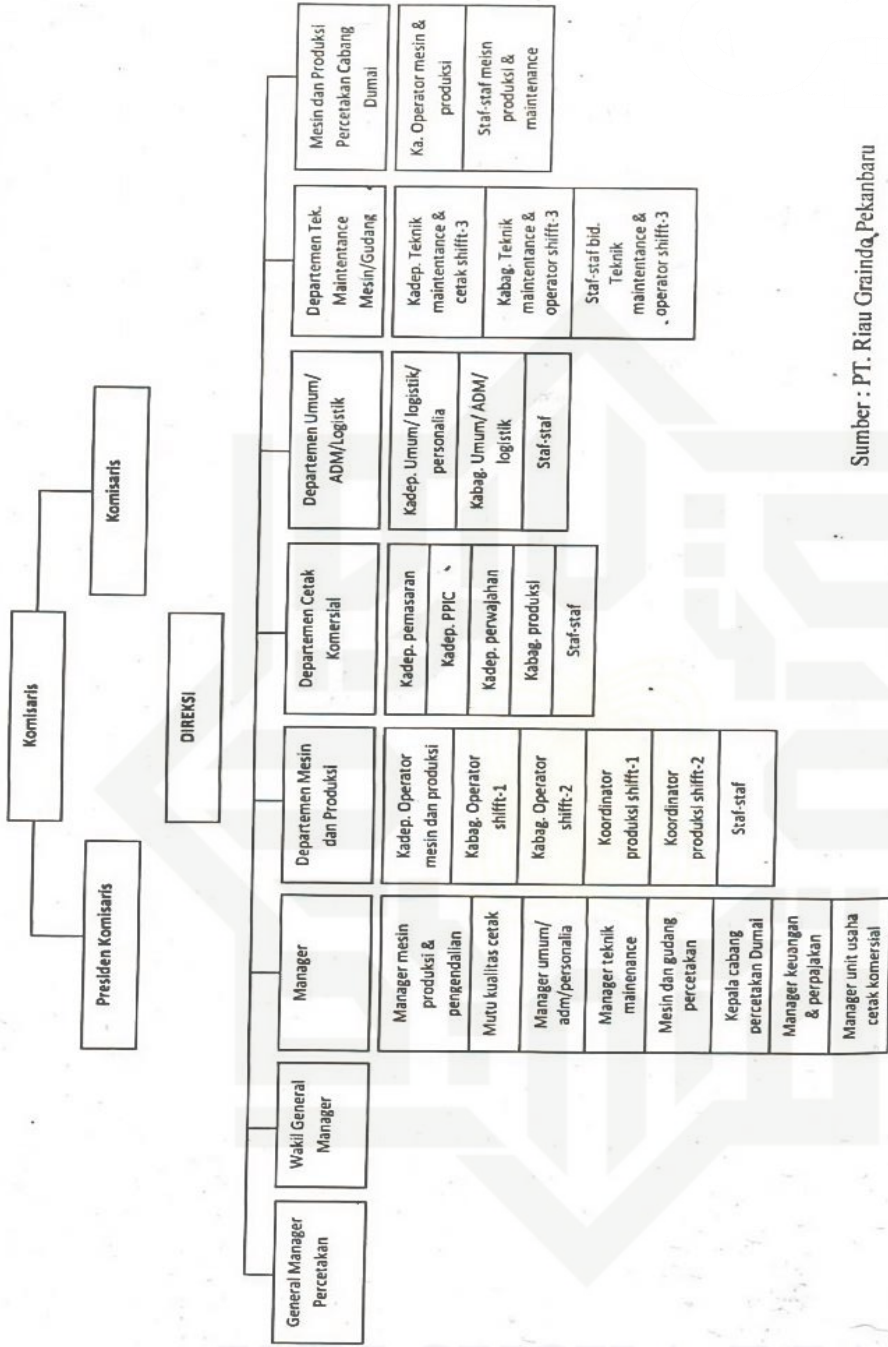 Komisaris
Presiden Komisaris
Komisaris
DIREKSI
General Manager
Percetakan
Wakil General
Manager
Manager
Manager mesin
produksi &
pengendalian
Mutu kualitas cetak
Manager umum/
adm/personalia
Manager teknik
mainenance
Mesin dan gudang
percetakan
Kepala cabang
percetakan Dumai
Manager keuangan
& perpajakan
Manager unit usaha
cetak komersial
Departemen Mesin
dan Produksi
Kadep. Operator
mesin dan produksi
Kabag. Operator
shifft-1
Kabag. Operator
shifft-2
Koordinator
produksi shifft-1
Koordinator
produksi shifft-2
Staf-staf
Departemen Cetak
Komersial
Kadep. pemasaran
Kadep. PPIC
Kadep. perwajahan
Kabag. produksi
Staf-staf
Departemen Umum/
ADM/Logistik
Kadep. Umum/ logistik/
personalia
Kabag. Umum/ ADM/
logistik
Staf-staf
Departemen Tek.
Maintentance
Mesin/Gudang
Kadep. Teknik
maintentance &
cetak shifft-3
Kabag. Teknik
maintentance &
operator shifft-3
Staf-staf bid.
Teknik
maintentance &
operator shifft-3
Mesin dan Produksi
Percetakan Cabang
Dumai
Ka. Operator mesin &
produksi
Staf-staf meisn
produksi &
maintenance
Sumber : PT. Riau Graindo Pekanbaru